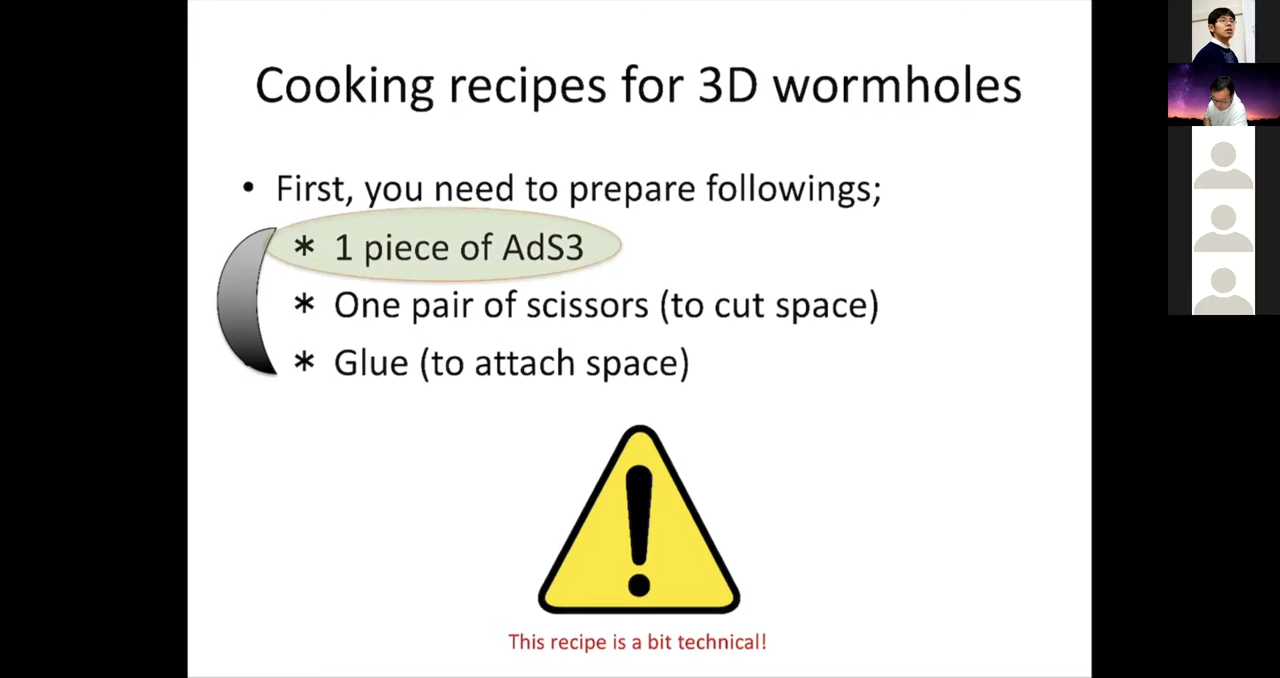 Cooking recipes for 3D wormholes
• First, you need to prepare followings;
* 1 piece of AdS3
* One pair of scissors (to cut space)
* Glue (to attach space)
This recipe is a bit technical!